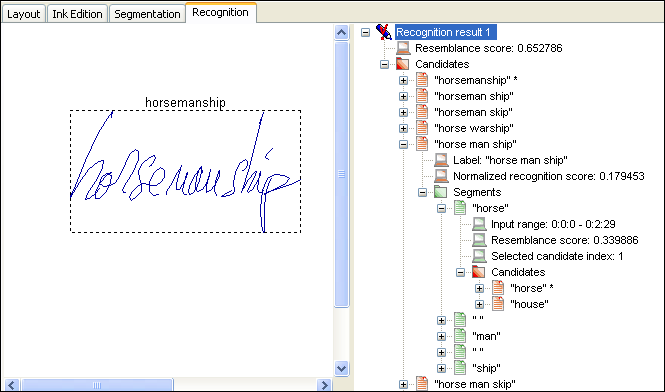 Layout Ink Edition Segmentation Recognition
horsemanship
horsemanship
Recognition result 1
Resemblance score: 0.652786
Candidates
"horsemanship" *
"horseman ship"
"horseman skip"
"horse warship"
"horse man ship"
Label: "horse man ship"
Normalized recognition score: 0.179453
Segments
"horse"
Input range: 0:0:0 - 0:2:29
Resemblance score: 0.339886
Selected candidate index: 1
Candidates
"horse" *
"house"
" "
"man"
" "
"ship"
"horse man skip"